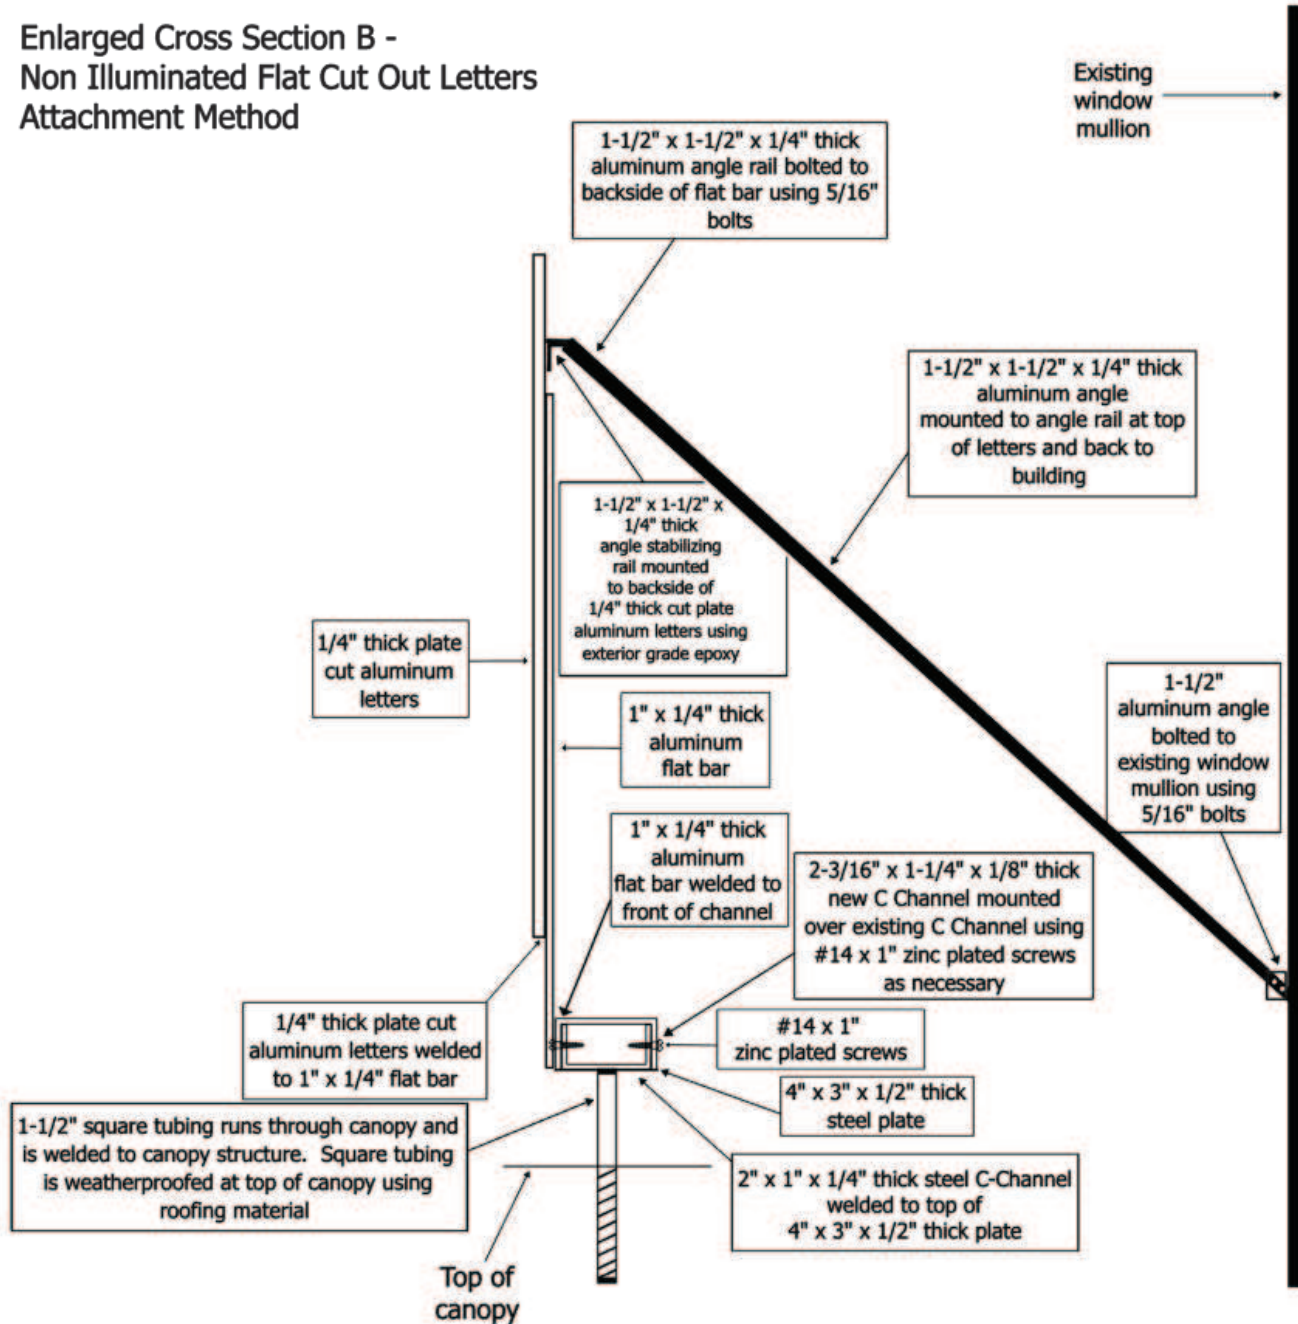 Enlarged Cross Section B -
Non Illuminated Flat Cut Out Letters
Attachment Method
Existing
window
mullion
1-1/2" x 1-1/2" x 1/4" thick
aluminum angle rail bolted to
backside of flat bar using 5/16"
bolts
1-1/2" x 1-1/2" x 1/4" thick
aluminum angle
mounted to angle rail at top
of letters and back to
building
1-1/2" x 1-1/2" x
1/4" thick
angle stabilizing
rail mounted
to backside of
1/4" thick cut plate
aluminum letters using
exterior grade epoxy
1/4" thick plate
cut aluminum
letters
1" x 1/4" thick
aluminum
flat bar
1-1/2"
aluminum angle
bolted to
existing window
mullion using
5/16" bolts
1" x 1/4" thick
aluminum
flat bar welded to
front of channel
2-3/16" x 1-1/4" x 1/8" thick
new C Channel mounted
over existing C Channel using
#14 x 1" zinc plated screws
as necessary
1/4" thick plate cut
aluminum letters welded
to 1" x 1/4" flat bar
#14 x 1"
zinc plated screws
4" x 3" x 1/2" thick
steel plate
1-1/2" square tubing runs through canopy and
is welded to canopy structure. Square tubing
is weatherproofed at top of canopy using
roofing material
2" x 1" x 1/4" thick steel C-Channel
welded to top of
4" x 3" x 1/2" thick plate
Top of
canopy